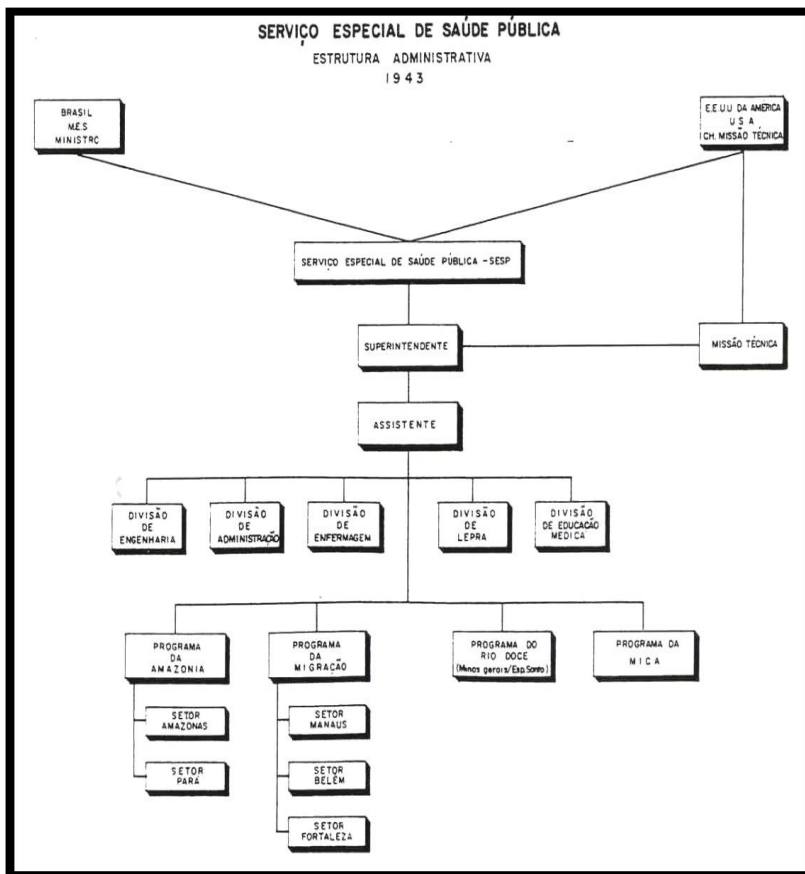 SERVIÇO ESPECIAL DE SAÚDE PÚBLICA
ESTRUTURA ADMINISTRATIVA
1943
BRASIL
M.E.S
MINISTRO
E.E.U.U DA AMÉRICA
U S A
CH. MISSÃO TÉCNICA
SERVIÇO ESPECIAL DE SAÚDE PÚBLICA - SESP
SUPERINTENDENTE
MISSÃO TÉCNICA
ASSISTENTE
DIVISÃO
DE
ENGENHARIA
DIVISÃO
DE
ADMINISTRAÇÃO
DIVISÃO
DE
ENFERMAGEM
DIVISÃO
DE
LEPRA
DIVISÃO
DE EDUCAÇÃO
MEDICA
PROGRAMA
DA
AMAZONIA
PROGRAMA
DA
MIGRAÇÃO
PROGRAMA DO
RIO DOCE
(Minas gerais/Esp.Santo)
PROGRAMA DA
MICA
SETOR
AMAZONAS
SETOR
PARÁ
SETOR
MANAUS
SETOR
BELÉM
SETOR
FORTALEZA